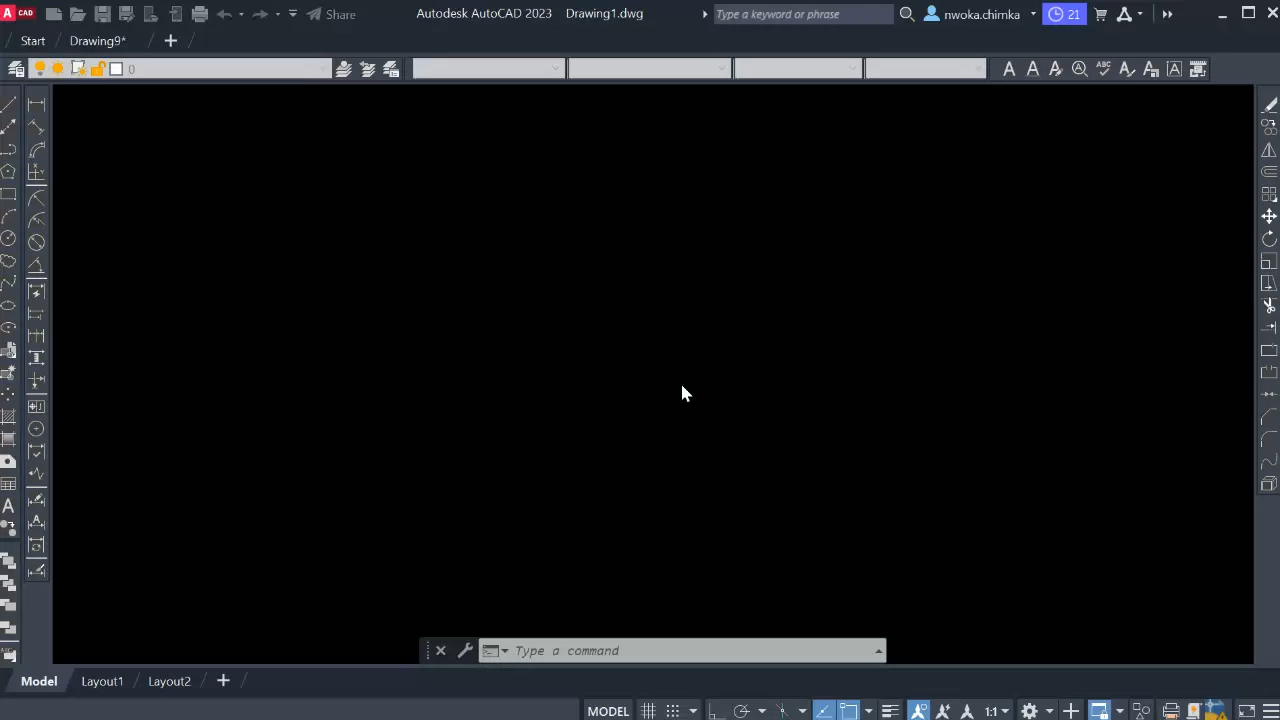 A CAD Share Autodesk AutoCAD 2023 Drawing1.dwg Type a keyword or phrase nwoka.chimka 21
Start Drawing9*
0
Type a command
Model Layout1 Layout2
MODEL 1:1